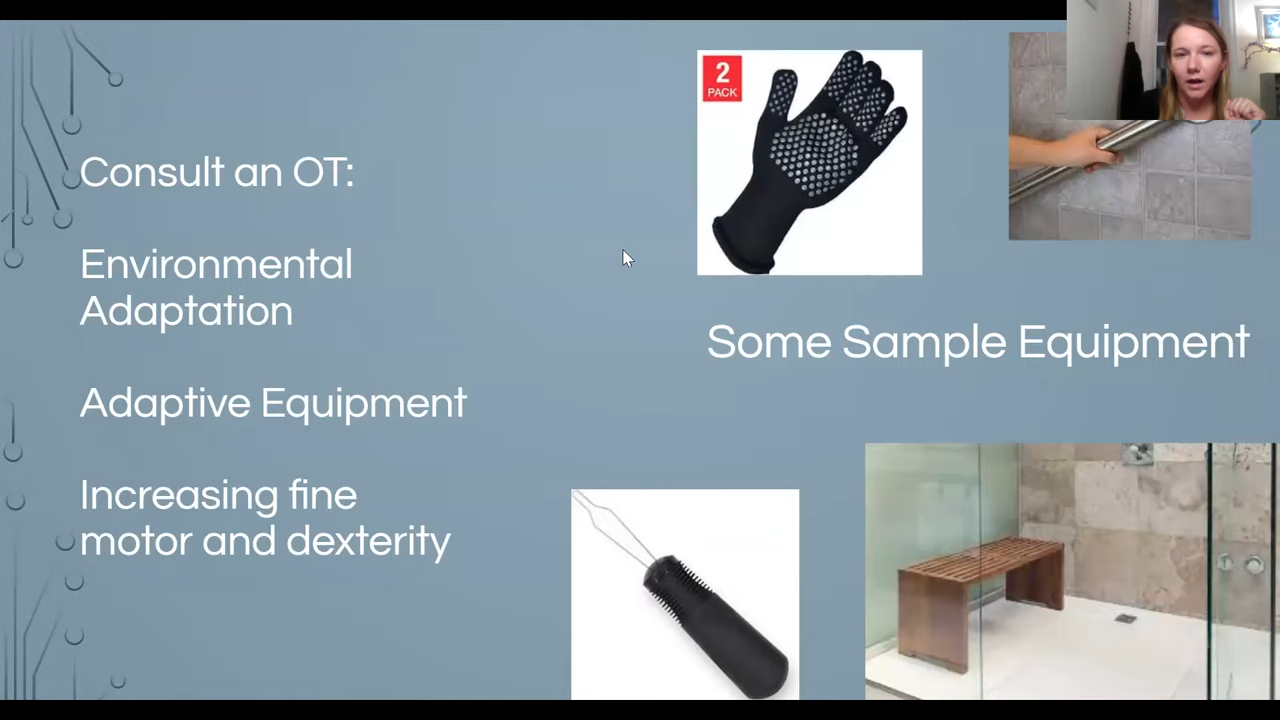 Consult an OT:
Environmental
Adaptation
Adaptive Equipment
Increasing fine
motor and dexterity
2
PACK
Some Sample Equipment